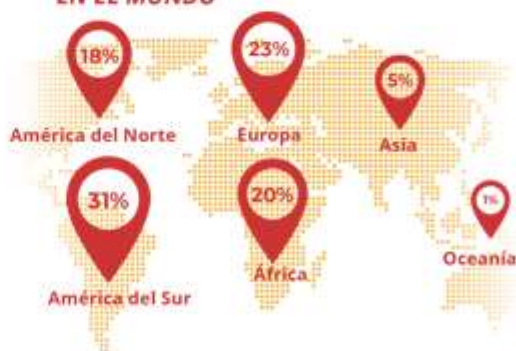 EN EL MUNDO
18%
América del Norte
23%
Europa
5%
Asia
31%
América del Sur
20%
África
1%
Oceanía